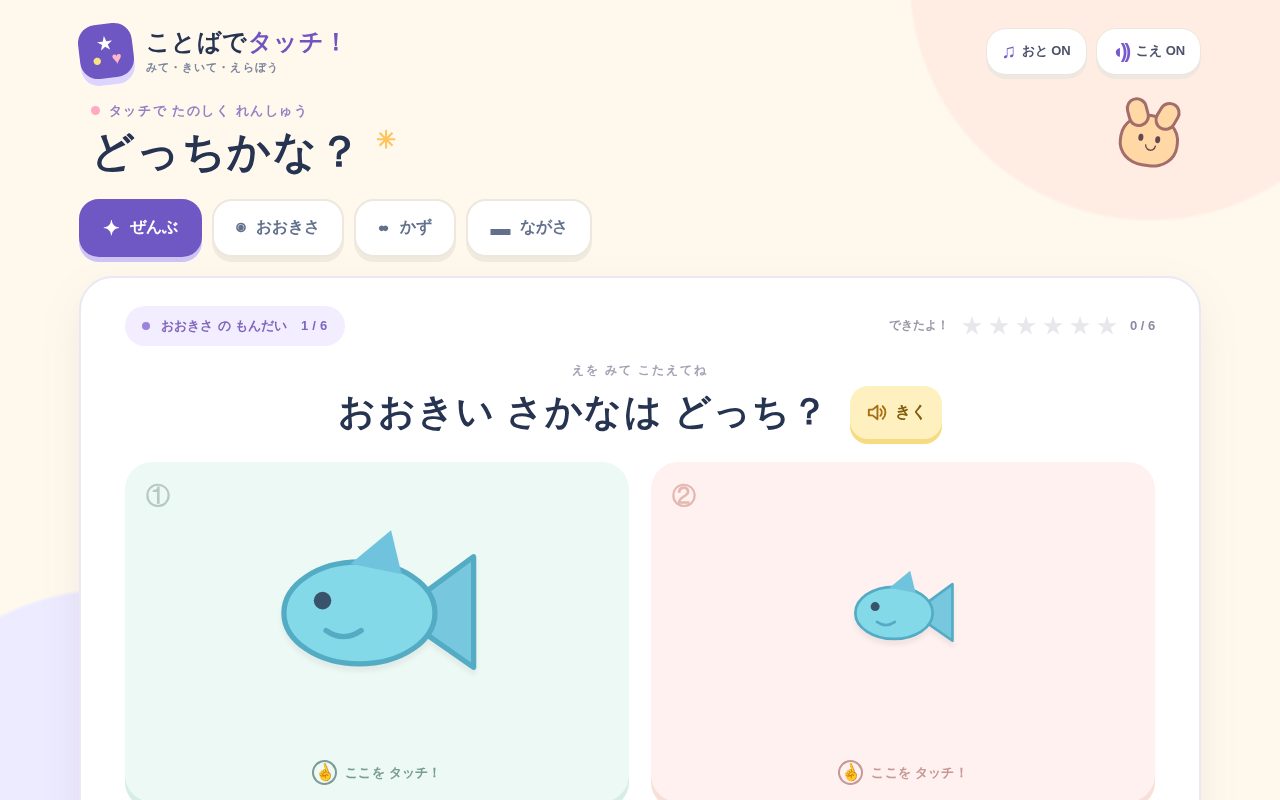 ことばでタッチ！
みて・きいて・えらぼう
♫ おと ON
こえ ON
タッチで たのしく れんしゅう
どっちかな？
ぜんぶ
おおきさ
かず
ながさ
おおきさ の もんだい 1 / 6
できたよ！ ★★★★★★ 0 / 6
えを みて こたえてね
おおきい さかなは どっち？
きく
①
②
ここを タッチ！
ここを タッチ！